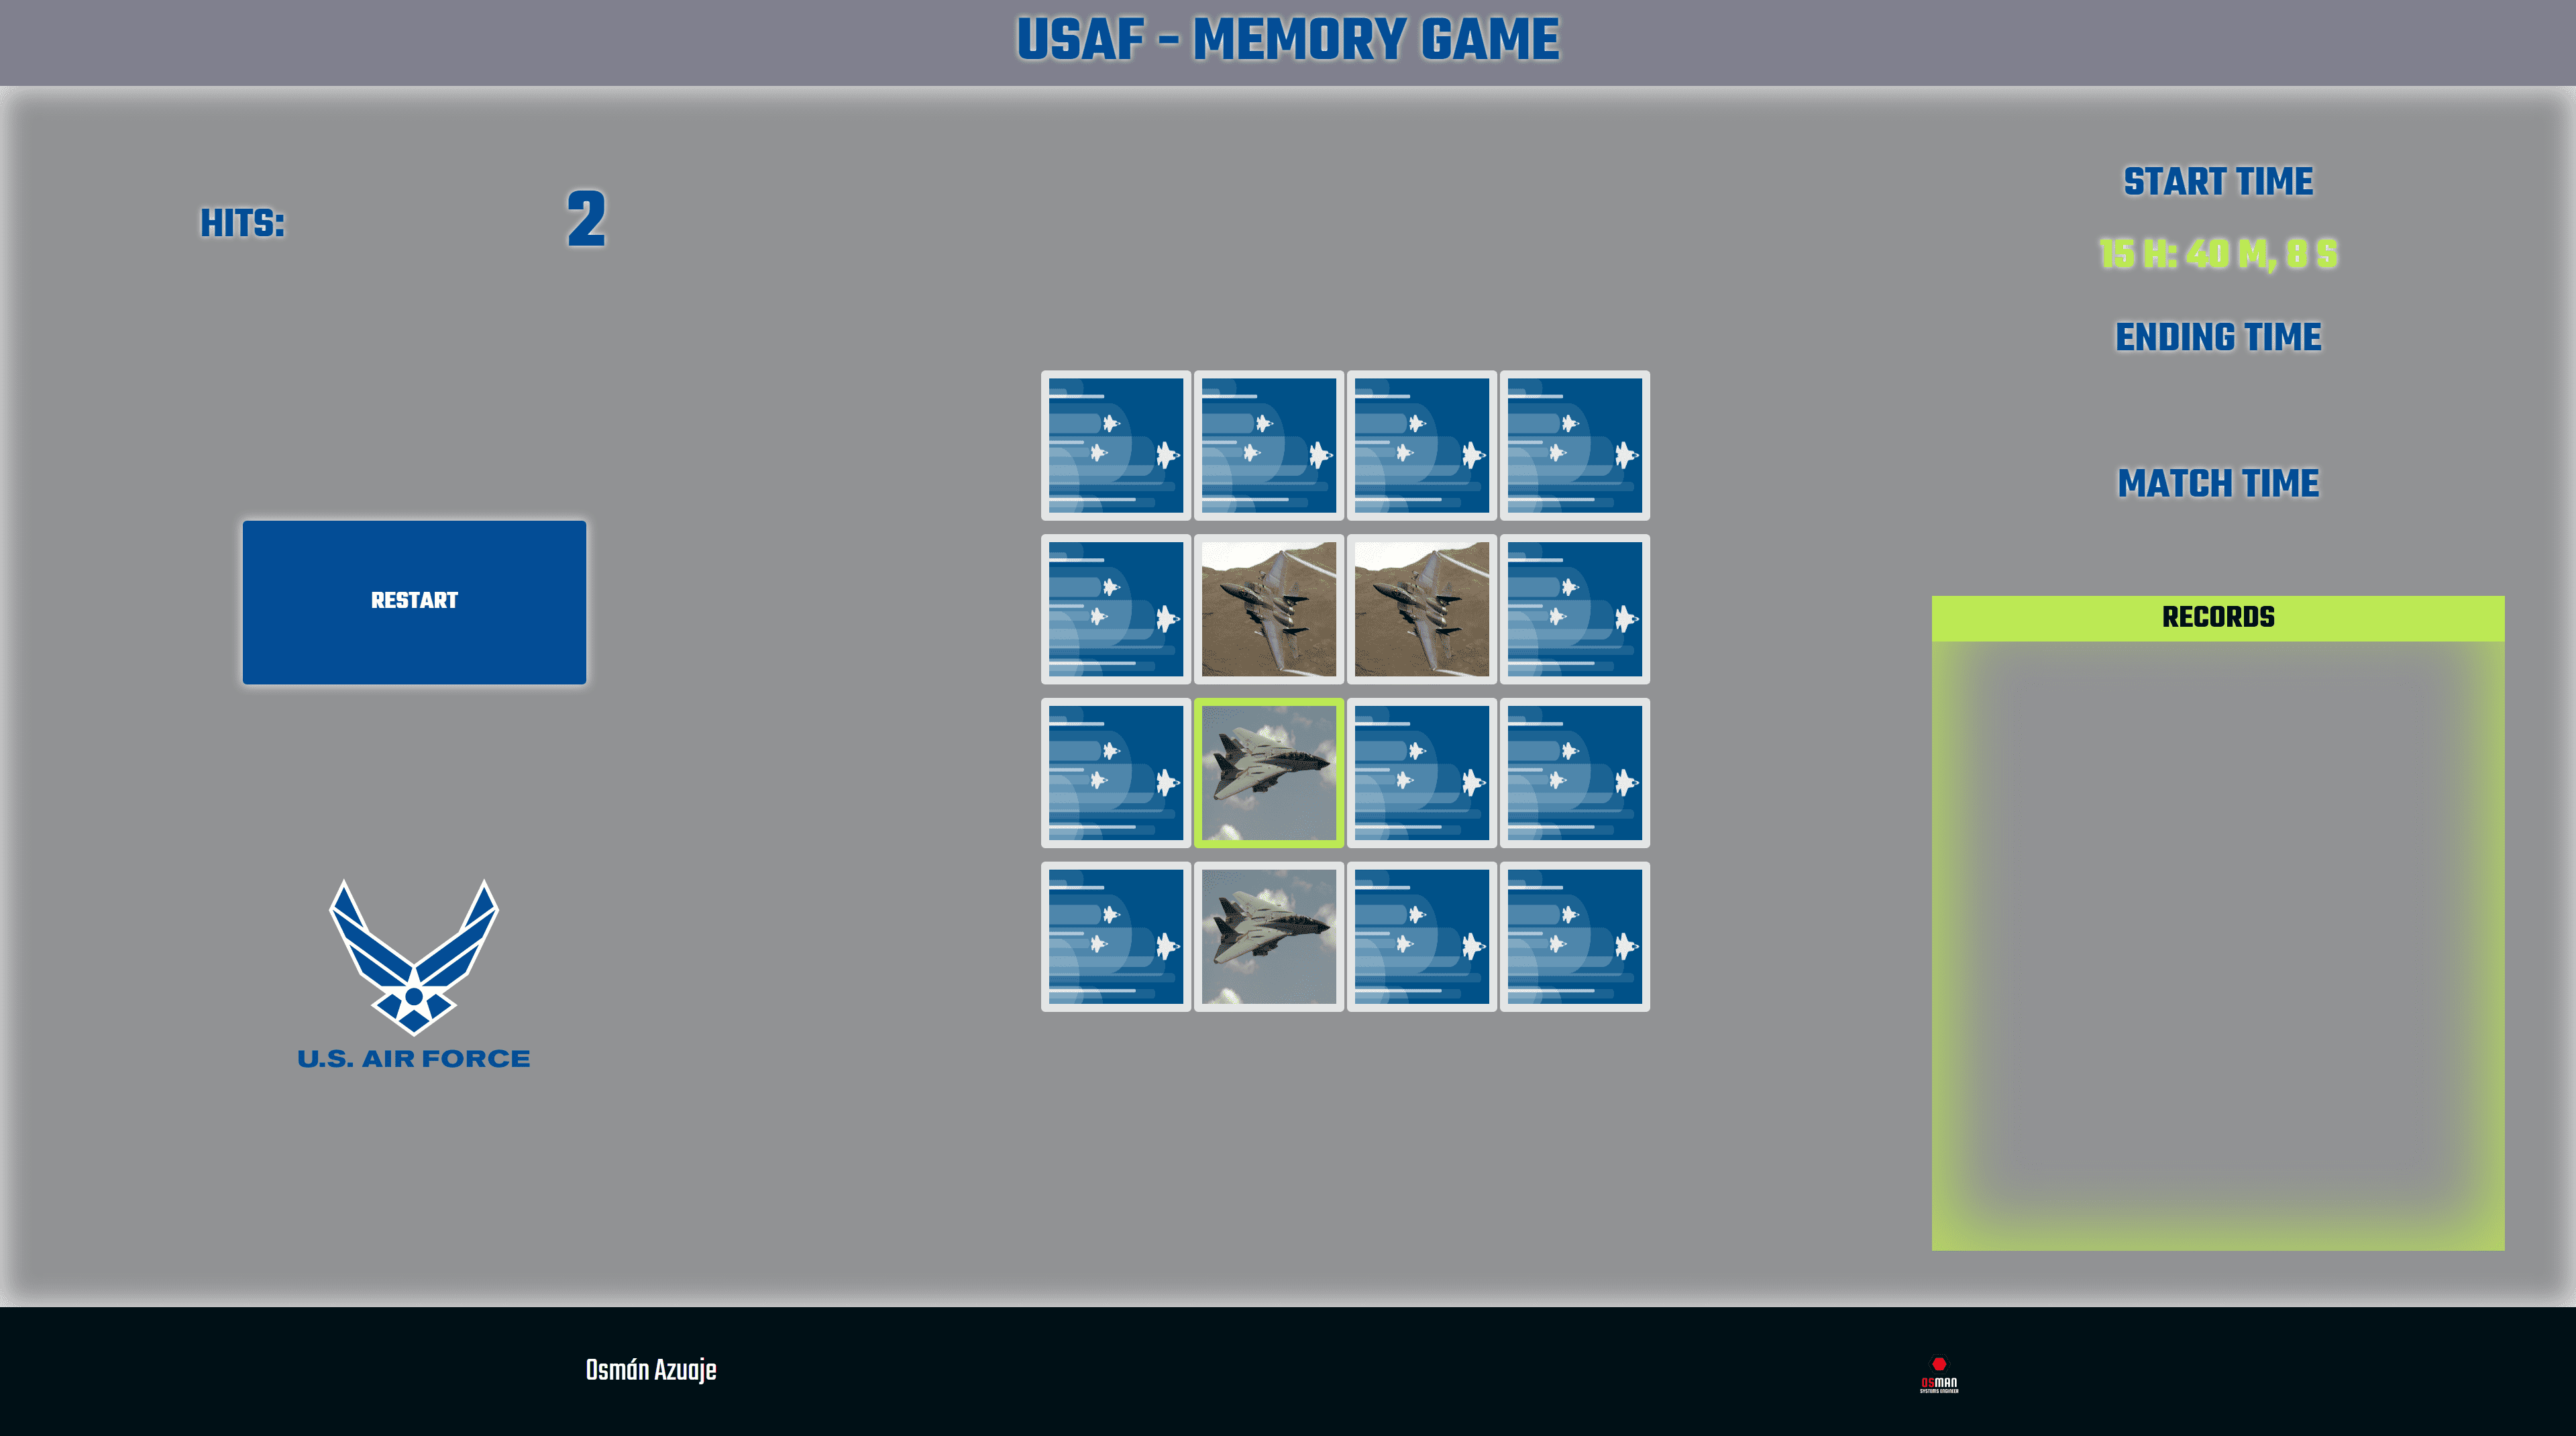 USAF - MEMORY GAME
HITS:
2
RESTART
U.S. AIR FORCE
START TIME
15 H: 40 M, 8 S
ENDING TIME
MATCH TIME
RECORDS
Osmán Azuaje
OSMAN
SYSTEMS ENGINEER